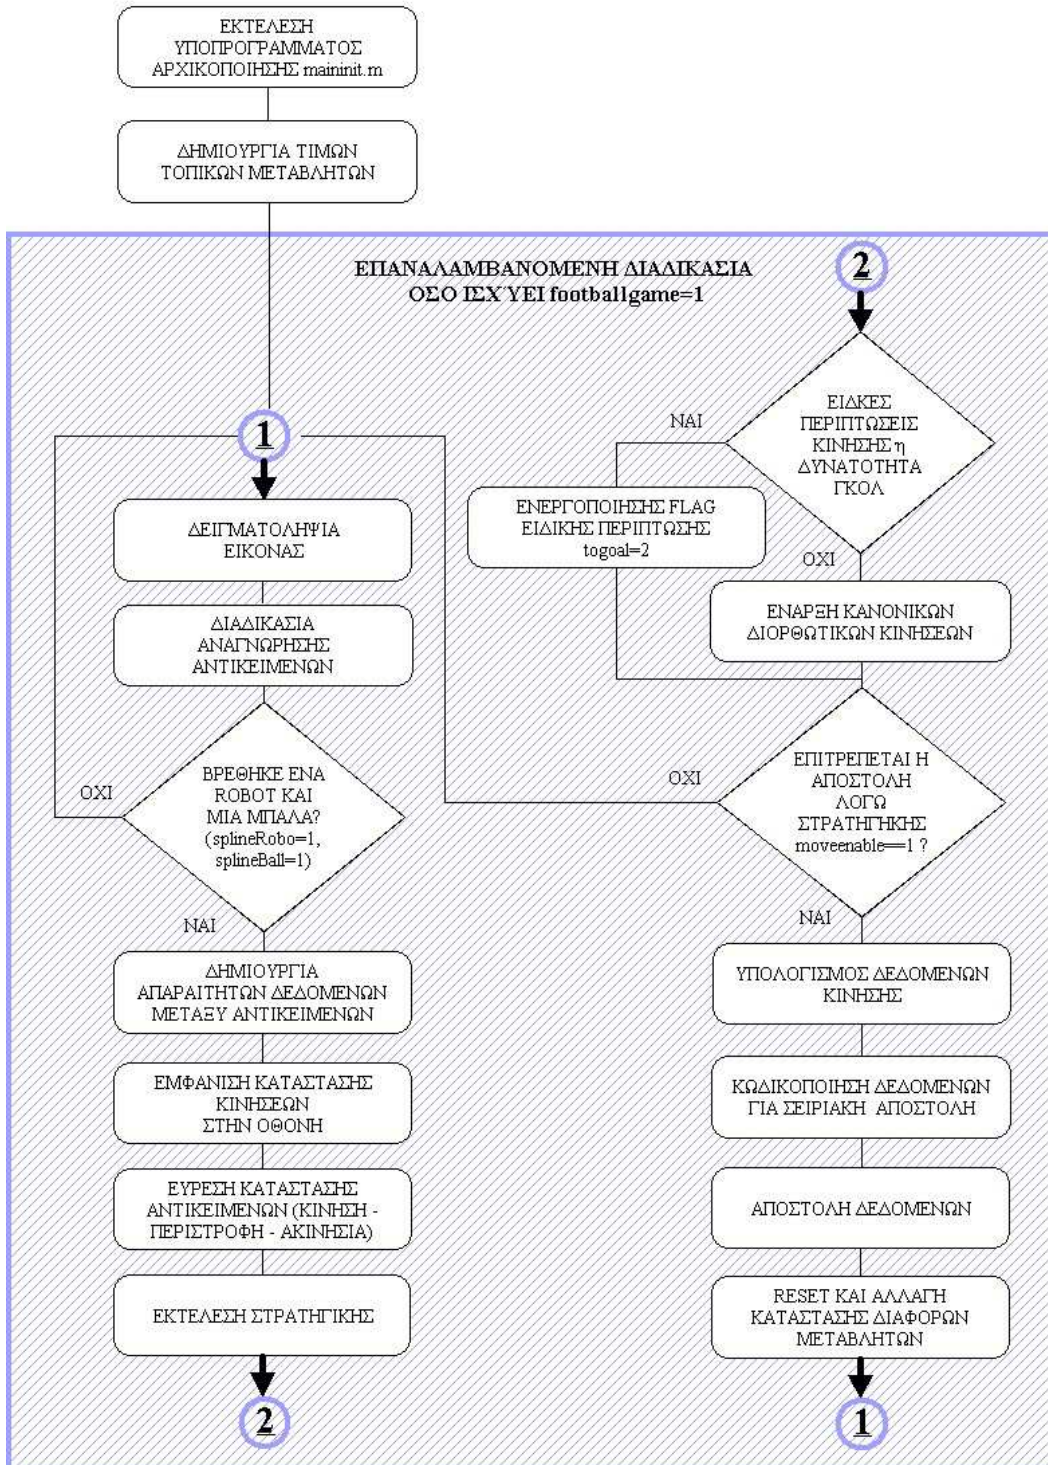 ΕΚΤΕΛΕΣΗ
ΥΠΟΠΡΟΓΡΑΜΜΑΤΟΣ
ΑΡΧΙΚΟΠΟΙΗΣΗΣ maininit.m
ΔΗΜΙΟΥΡΓΙΑ ΤΙΜΩΝ
ΤΟΠΙΚΩΝ ΜΕΤΑΒΛΗΤΩΝ
ΕΠΑΝΑΛΑΜΒΑΝΟΜΕΝΗ ΔΙΑΔΙΚΑΣΙΑ
ΟΣΟ ΙΣΧΎΕΙ footballgame=1
1
ΔΕΙΓΜΑΤΟΛΗΨΙΑ
ΕΙΚΟΝΑΣ
ΔΙΑΔΙΚΑΣΙΑ
ΑΝΑΓΝΩΡΗΣΗΣ
ΑΝΤΙΚΕΙΜΕΝΩΝ
ΒΡΕΘΗΚΕ ΕΝΑ
ROBOT ΚΑΙ
ΜΙΑ ΜΠΑΛΑ?
(splineRobo=1,
splineBall=1)
ΟΧΙ
ΝΑΙ
ΔΗΜΙΟΥΡΓΙΑ
ΑΠΑΡΑΙΤΗΤΩΝ ΔΕΔΟΜΕΝΩΝ
ΜΕΤΑΞΥ ΑΝΤΙΚΕΙΜΕΝΩΝ
ΕΜΦΑΝΙΣΗ ΚΑΤΑΣΤΑΣΗΣ
ΚΙΝΗΣΕΩΝ
ΣΤΗΝ ΟΘΟΝΗ
ΕΥΡΕΣΗ ΚΑΤΑΣΤΑΣΗΣ
ΑΝΤΙΚΕΙΜΕΝΩΝ (ΚΙΝΗΣΗ -
ΠΕΡΙΣΤΡΟΦΗ - ΑΚΙΝΗΣΙΑ)
ΕΚΤΕΛΕΣΗ ΣΤΡΑΤΗΓΙΚΗΣ
2
2
ΕΙΔΚΕΣ
ΠΕΡΙΠΤΩΣΕΙΣ
ΚΙΝΗΣΗΣ η
ΔΥΝΑΤΟΤΗΤΑ
ΓΚΟΛ
ΝΑΙ
ΕΝΕΡΓΟΠΟΙΗΣΗΣ FLAG
ΕΙΔΙΚΗΣ ΠΕΡΙΠΤΩΣΗΣ
togoal=2
ΟΧΙ
ΕΝΑΡΞΗ ΚΑΝΟΝΙΚΩΝ
ΔΙΟΡΘΩΤΙΚΩΝ ΚΙΝΗΣΕΩΝ
ΕΠΙΤΡΕΠΕΤΑΙ Η
ΑΠΟΣΤΟΛΗ
ΛΟΓΩ
ΣΤΡΑΤΗΓΗΚΗΣ
moveenable==1 ?
ΟΧΙ
ΝΑΙ
ΥΠΟΛΟΓΙΣΜΟΣ ΔΕΔΟΜΕΝΩΝ
ΚΙΝΗΣΗΣ
ΚΩΔΙΚΟΠΟΙΗΣΗ ΔΕΔΟΜΕΝΩΝ
ΓΙΑ ΣΕΙΡΙΑΚΗ ΑΠΟΣΤΟΛΗ
ΑΠΟΣΤΟΛΗ ΔΕΔΟΜΕΝΩΝ
RESET ΚΑΙ ΑΛΛΑΓΗ
ΚΑΤΑΣΤΑΣΗΣ ΔΙΑΦΟΡΩΝ
ΜΕΤΑΒΛΗΤΩΝ
1